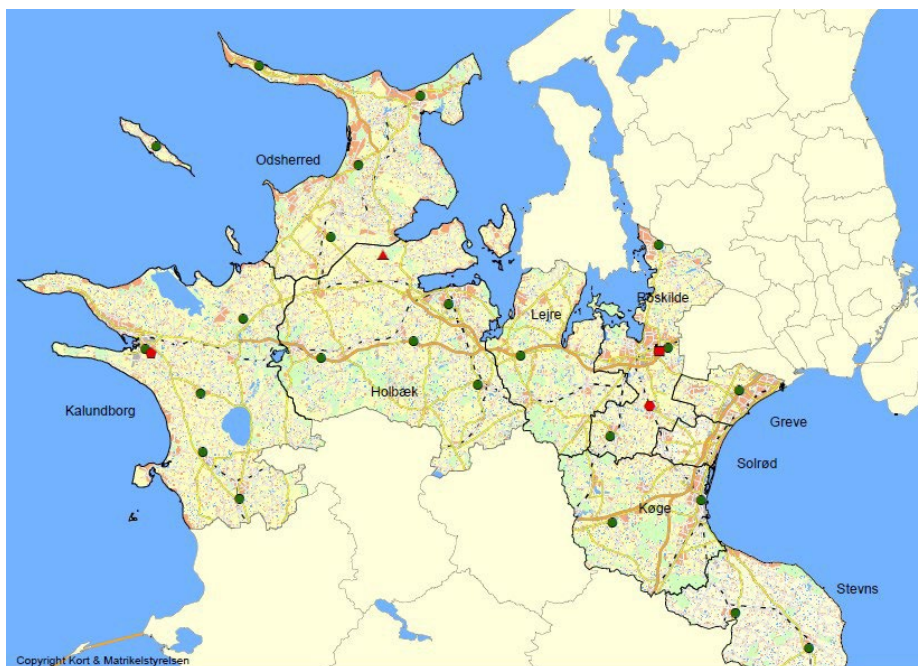 Odsherred
Roskilde
Lejre
Holbæk
Kalundborg
Greve
Solrød
Køge
Stevns
Copyright Kort & Matrikelstyrelsen